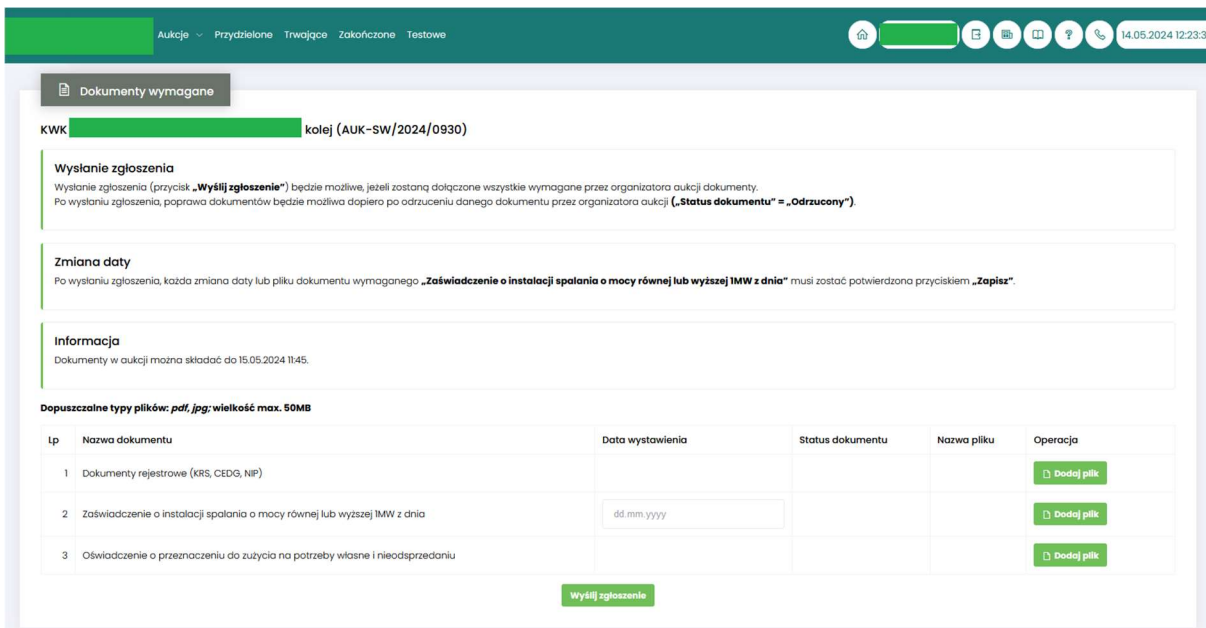 Aukcje Przydzielone Trwające Zakończone Testowe 14.05.2024 12:23:3
Dokumenty wymagane
KWK kolej (AUK-SW/2024/0930)
Wysłanie zgłoszenia
Wysłanie zgłoszenia (przycisk „Wyślij zgłoszenie") będzie możliwe, jeżeli zostaną dołączone wszystkie wymagane przez organizatora aukcji dokumenty.
Po wysłaniu zgłoszenia, poprawa dokumentów będzie możliwa dopiero po odrzuceniu danego dokumentu przez organizatora aukcji („Status dokumentu" = „Odrzucony").
Zmiana daty
Po wysłaniu zgłoszenia, każda zmiana daty lub pliku dokumentu wymaganego „Zaświadczenie o instalacji spalania o mocy równej lub wyższej 1MW z dnia" musi zostać potwierdzona przyciskiem „Zapisz".
Informacja
Dokumenty w aukcji można składać do 15.05.2024 11:45.
Dopuszczalne typy plików: pdf, jpg; wielkość max. 50MB
Lp Nazwa dokumentu Data wystawienia Status dokumentu Nazwa pliku Operacja
1 Dokumenty rejestrowe (KRS, CEDG, NIP) Dodaj plik
2 Zaświadczenie o instalacji spalania o mocy równej lub wyższej 1MW z dnia dd.mm.yyyy Dodaj plik
3 Oświadczenie o przeznaczeniu do zużycia na potrzeby własne i nieodsprzedaniu Dodaj plik
Wyślij zgłoszenie